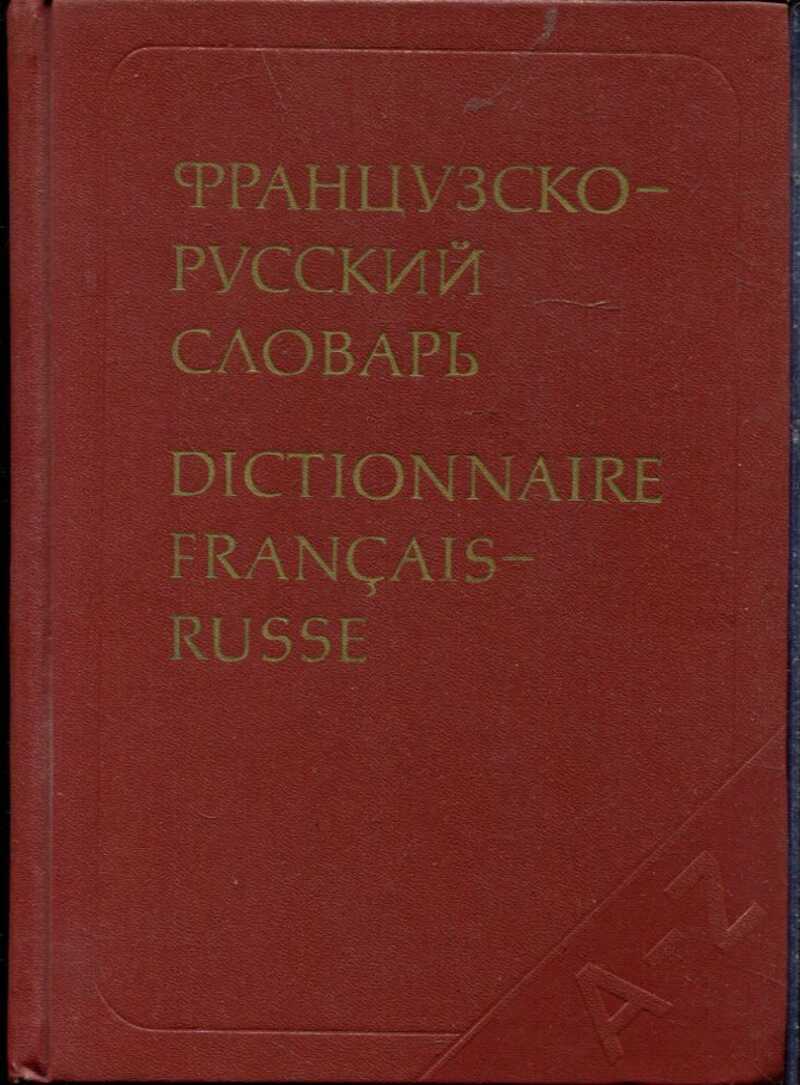 ФРАНЦУЗСКО–
РУССКИЙ
СЛОВАРЬ
DICTIONNAIRE
FRANÇAIS–
RUSSE
A–Z